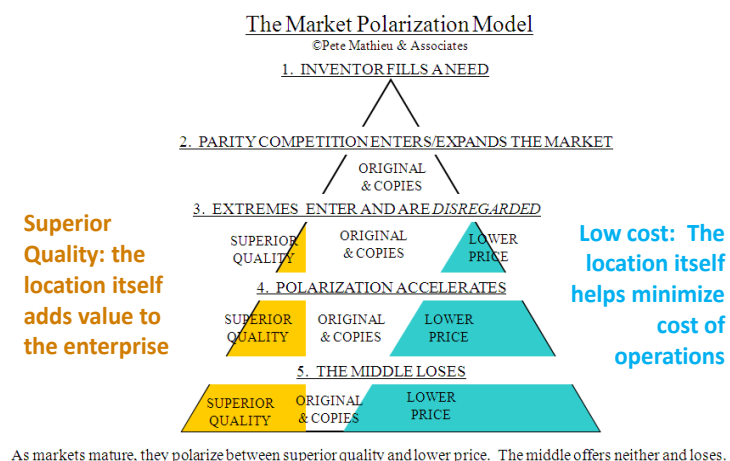 The Market Polarization Model
©Pete Mathieu & Associates
1. INVENTOR FILLS A NEED
2. PARITY COMPETITION ENTERS/EXPANDS THE MARKET
ORIGINAL
& COPIES
3. EXTREMES ENTER AND ARE DISREGARDED
SUPERIOR
QUALITY
ORIGINAL
& COPIES
LOWER
PRICE
4. POLARIZATION ACCELERATES
SUPERIOR
QUALITY
ORIGINAL
& COPIES
LOWER
PRICE
5. THE MIDDLE LOSES
SUPERIOR
QUALITY
ORIGINAL
& COPIES
LOWER
PRICE
Superior
Quality: the
location itself
adds value to
the enterprise
Low cost: The
location itself
helps minimize
cost of
operations
As markets mature, they polarize between superior quality and lower price. The middle offers neither and loses.